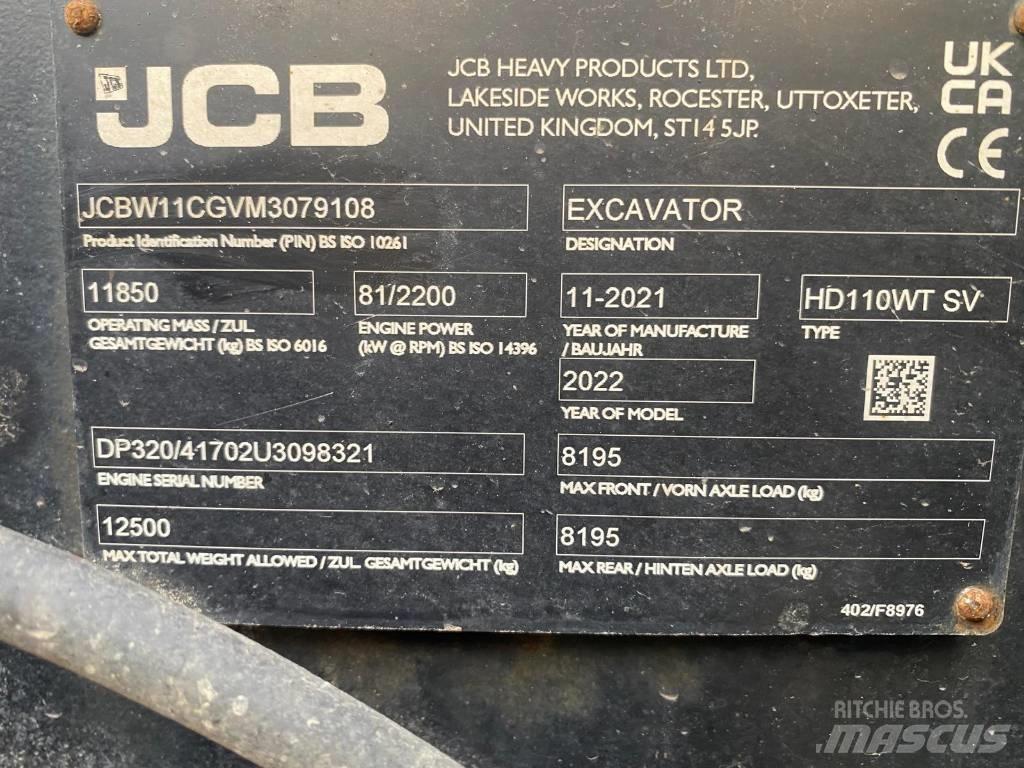 JCB
JCB HEAVY PRODUCTS LTD,
LAKESIDE WORKS, ROCESTER, UTTOXETER,
UNITED KINGDOM, ST14 5JP.
UK
CA
CE
JCBW11CGVM3079108
Product Identification Number (PIN) BS ISO 10261
EXCAVATOR
DESIGNATION
11850
OPERATING MASS / ZUL.
GESAMTGEWICHT (kg) BS ISO 6016
81/2200
ENGINE POWER
(kW @ RPM) BS ISO 14396
11-2021
YEAR OF MANUFACTURE
/ BAUJAHR
HD110WT SV
TYPE
2022
YEAR OF MODEL
DP320/41702U3098321
ENGINE SERIAL NUMBER
8195
MAX FRONT / VORN AXLE LOAD (kg)
12500
MAX TOTAL WEIGHT ALLOWED / ZUL. GESAMTGEWICHT (kg)
8195
MAX REAR / HINTEN AXLE LOAD (kg)
402/F8976
RITCHIE BROS.
MASCUS